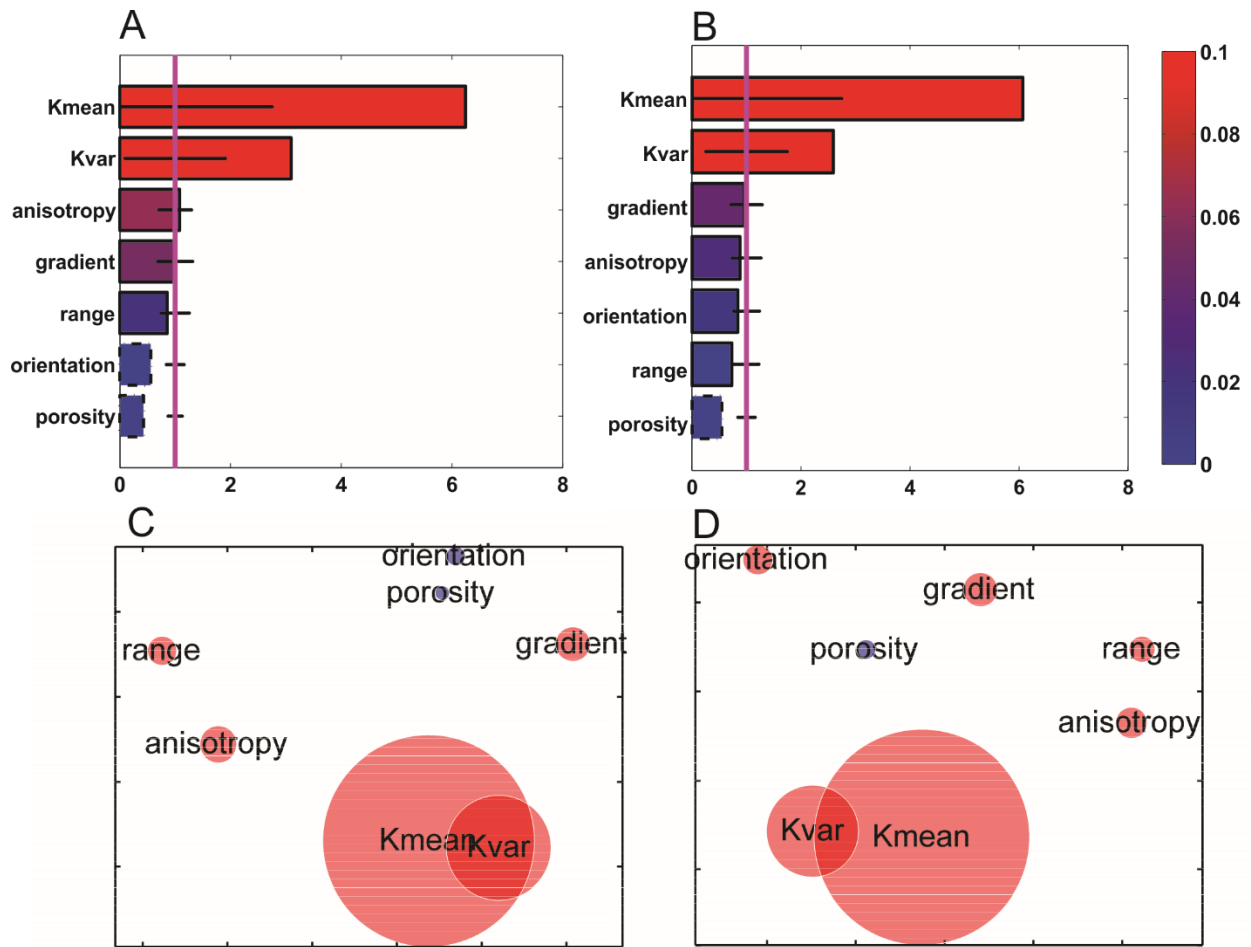 A
Kmean
Kvar
anisotropy
gradient
range
orientation
porosity
0 2 4 6 8
B
Kmean
Kvar
gradient
anisotropy
orientation
range
porosity
0 2 4 6 8
0.1
0.08
0.06
0.04
0.02
0
C
orientation
porosity
range
gradient
anisotropy
Kmean
Kvar
D
orientation
gradient
porosity
range
anisotropy
Kvar
Kmean